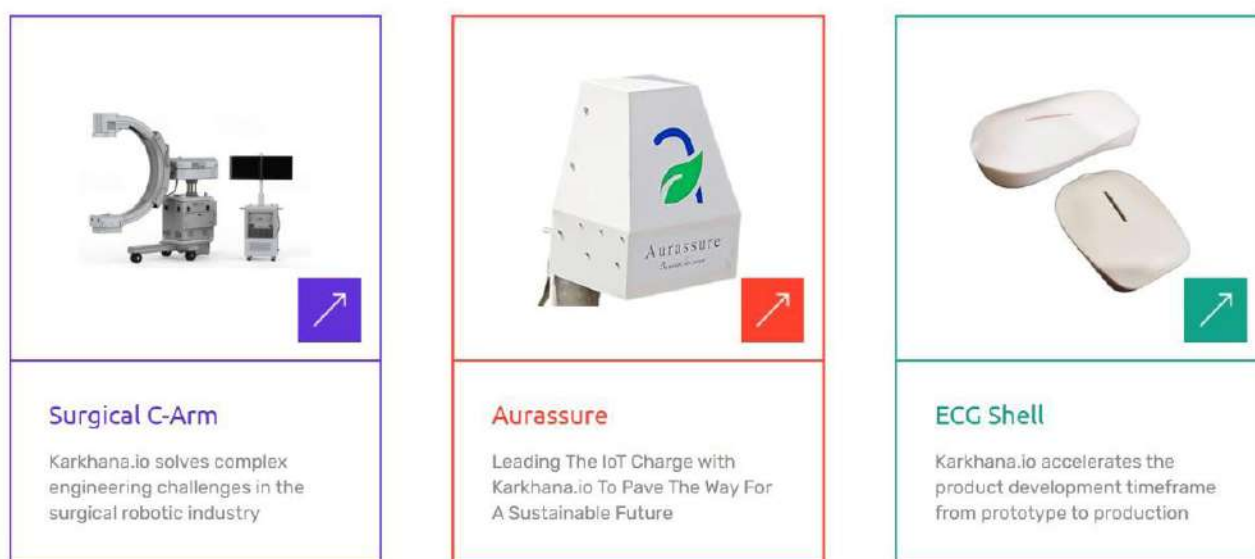 Aurassure
Surgical C-Arm
Karkhana.io solves complex
engineering challenges in the
surgical robotic industry
Aurassure
Leading The IoT Charge with
Karkhana.io To Pave The Way For
A Sustainable Future
ECG Shell
Karkhana.io accelerates the
product development timeframe
from prototype to production